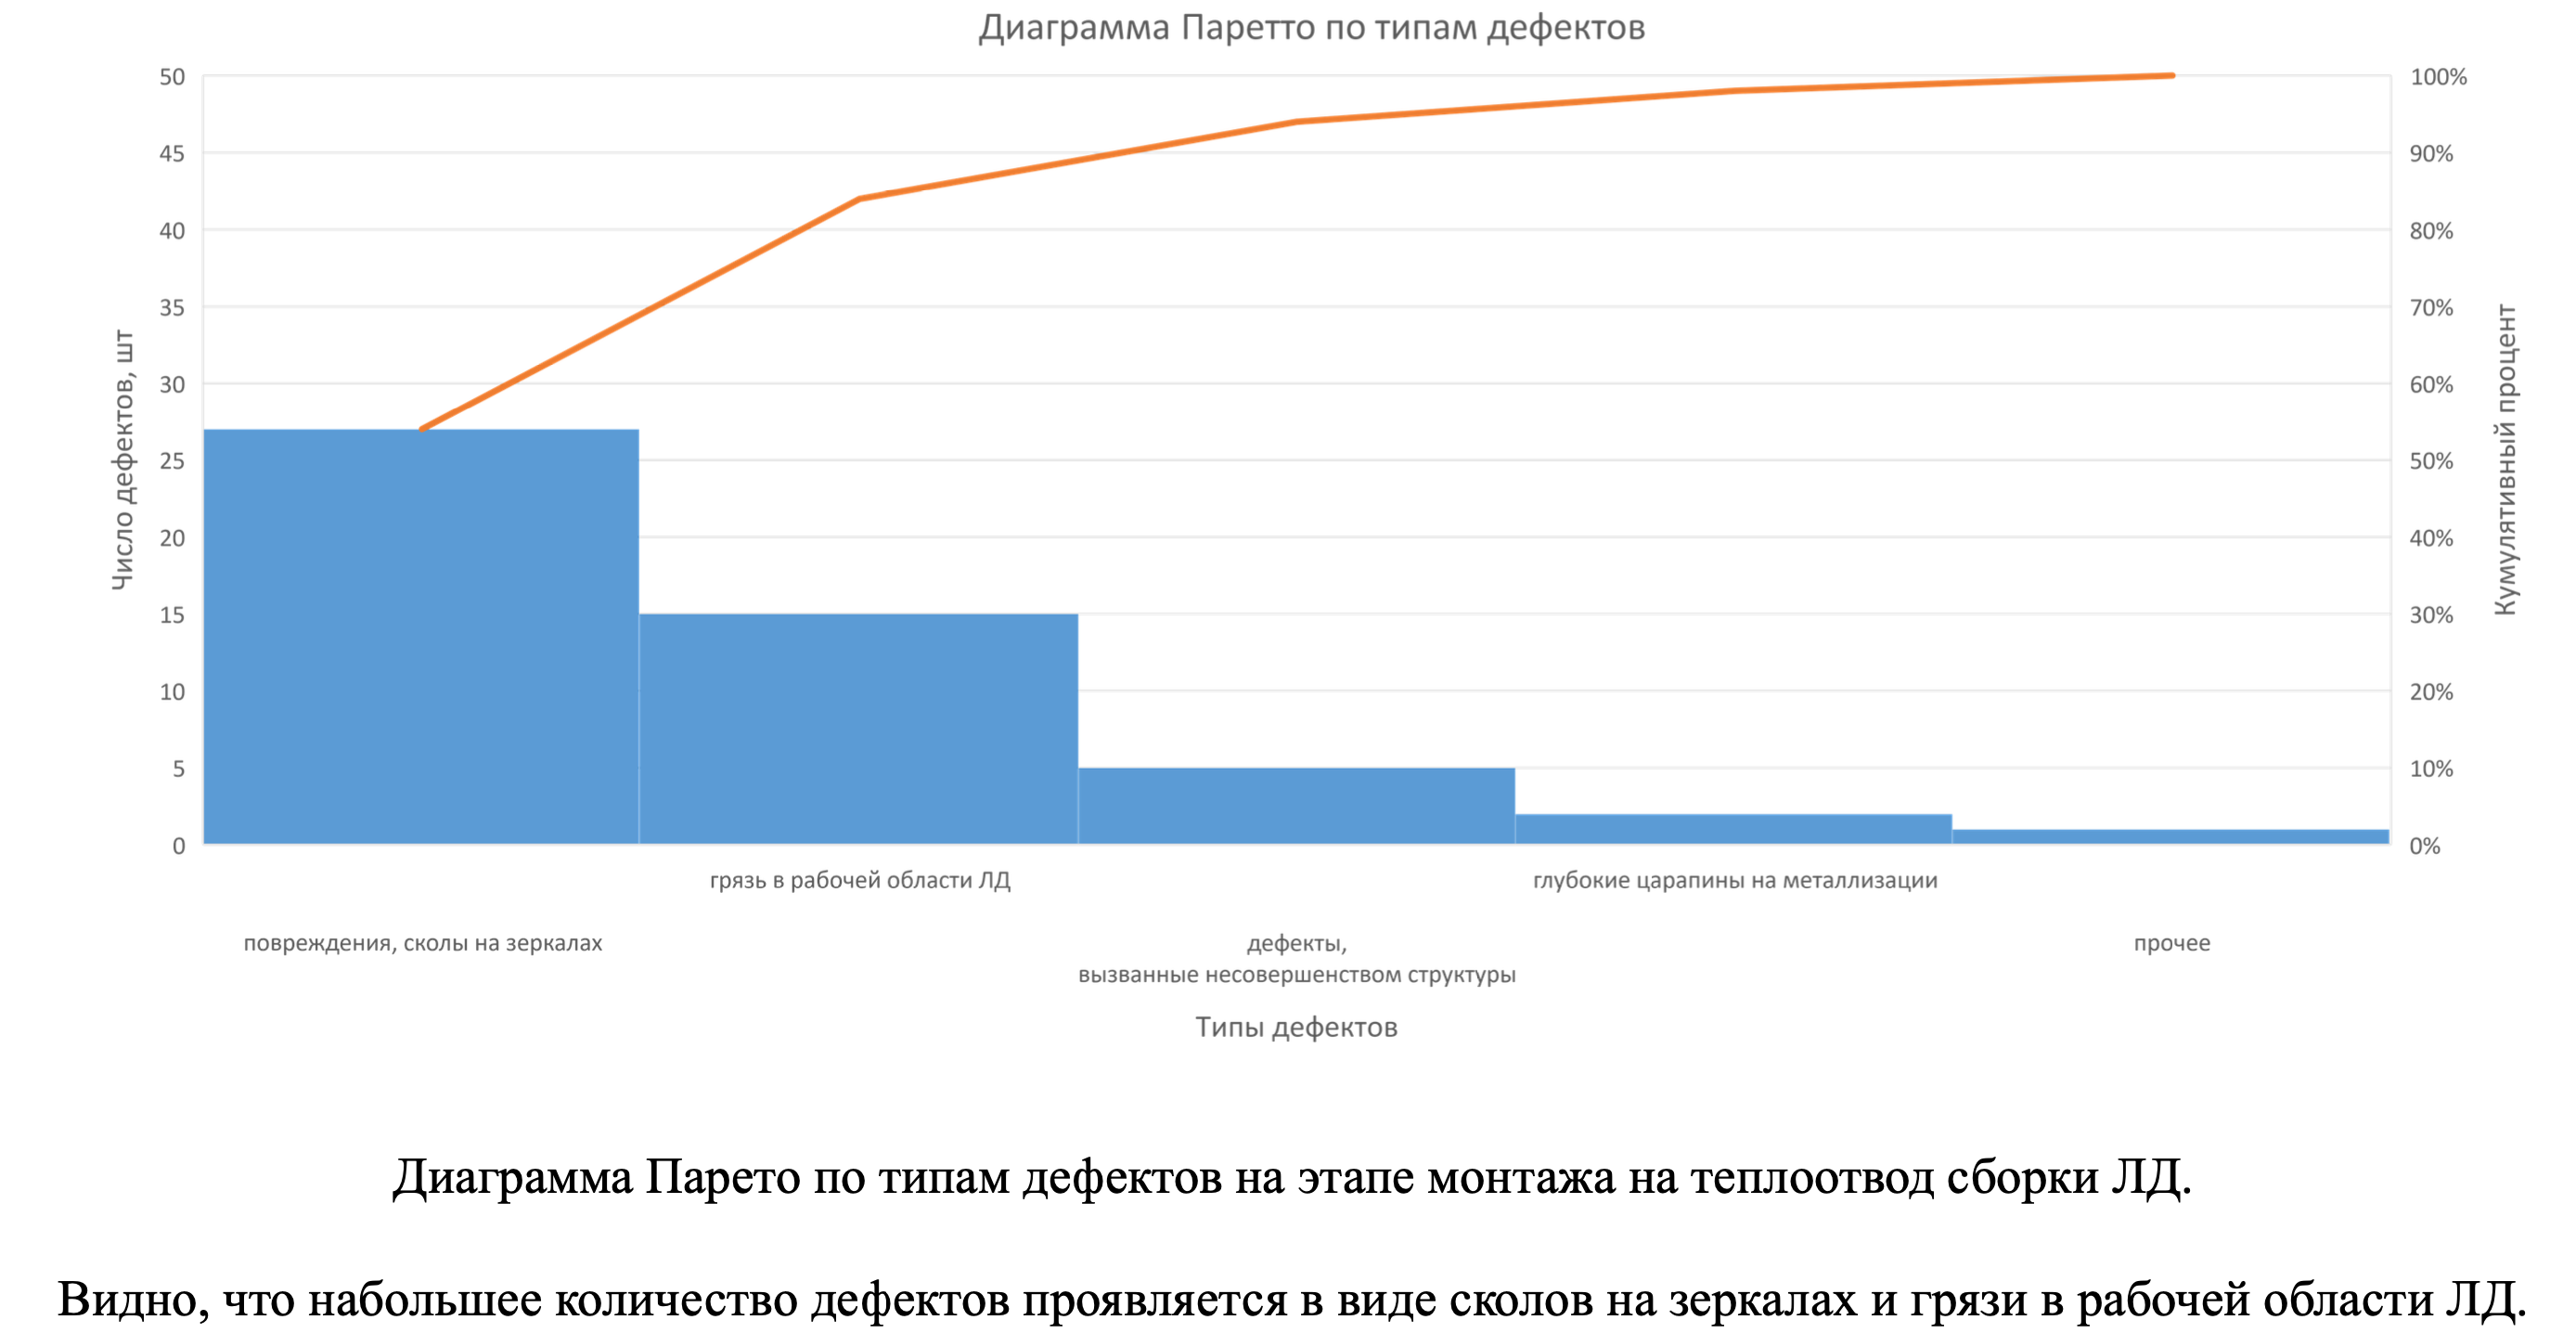 Диаграмма Паретто по типам дефектов
50
45
40
35
30
25
20
15
10
5
0
Число дефектов, шт
100%
90%
80%
70%
60%
50%
40%
30%
20%
10%
0%
Кумулятивный процент
грязь в рабочей области ЛД
глубокие царапины на металлизации
повреждения, сколы на зеркалах
дефекты,
вызванные несовершенством структуры
прочее
Типы дефектов
Диаграмма Парето по типам дефектов на этапе монтажа на теплоотвод сборки ЛД.
Видно, что набольшее количество дефектов проявляется в виде сколов на зеркалах и грязи в рабочей области ЛД.